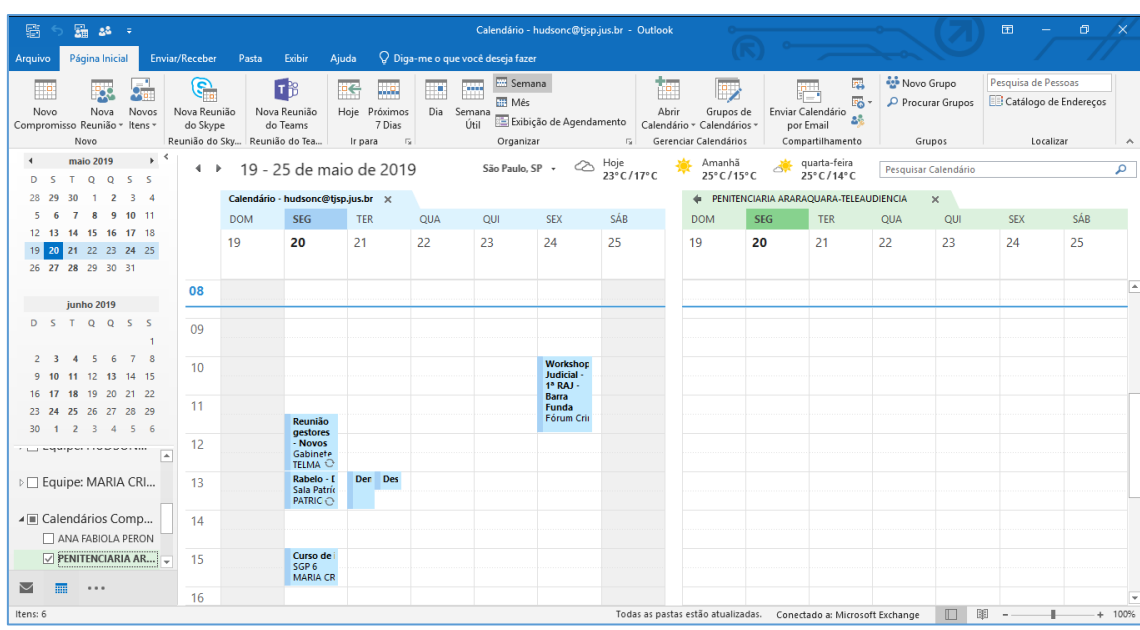 Calendário - hudsonc@tjsp.jus.br - Outlook
Arquivo Página Inicial Enviar/Receber Pasta Exibir Ajuda Diga-me o que você deseja fazer
Novo Compromisso
Nova Reunião
Novos Itens
Novo
Nova Reunião do Skype
Reunião do Sky...
Nova Reunião do Teams
Reunião do Tea...
Hoje
Próximos 7 Dias
Ir para
Dia
Semana Útil
Semana
Mês
Exibição de Agendamento
Organizar
Abrir Calendário
Grupos de Calendários
Gerenciar Calendários
Enviar Calendário por Email
Compartilhamento
Novo Grupo
Procurar Grupos
Grupos
Pesquisa de Pessoas
Catálogo de Endereços
Localizar
maio 2019
D S T Q Q S S
28 29 30 1 2 3 4
5 6 7 8 9 10 11
12 13 14 15 16 17 18
19 20 21 22 23 24 25
26 27 28 29 30 31
junho 2019
D S T Q Q S S
1
2 3 4 5 6 7 8
9 10 11 12 13 14 15
16 17 18 19 20 21 22
23 24 25 26 27 28 29
30 1 2 3 4 5 6
Equipe: MARIA CRI...
Calendários Comp...
ANA FABIOLA PERON
PENITENCIARIA AR...
19 - 25 de maio de 2019
São Paulo, SP
Hoje
23°C/17°C
Amanhã
25°C/15°C
quarta-feira
25°C/14°C
Pesquisar Calendário
Calendário - hudsonc@tjsp.jus.br
DOM SEG TER QUA QUI SEX SÁB
19 20 21 22 23 24 25
PENITENCIARIA ARARAQUARA-TELEAUDIENCIA
DOM SEG TER QUA QUI SEX SÁB
19 20 21 22 23 24 25
08
09
10
11
12
13
14
15
16
Workshop
Judicial -
1ª RAJ -
Barra
Funda
Fórum Cri
Reunião
gestores
- Novos
Gabinete
TELMA
Rabelo - 
Sala Patríc
PATRIC
Der
Des
Curso de
SGP 6
MARIA CR
Itens: 6
Todas as pastas estão atualizadas. Conectado a: Microsoft Exchange
100%